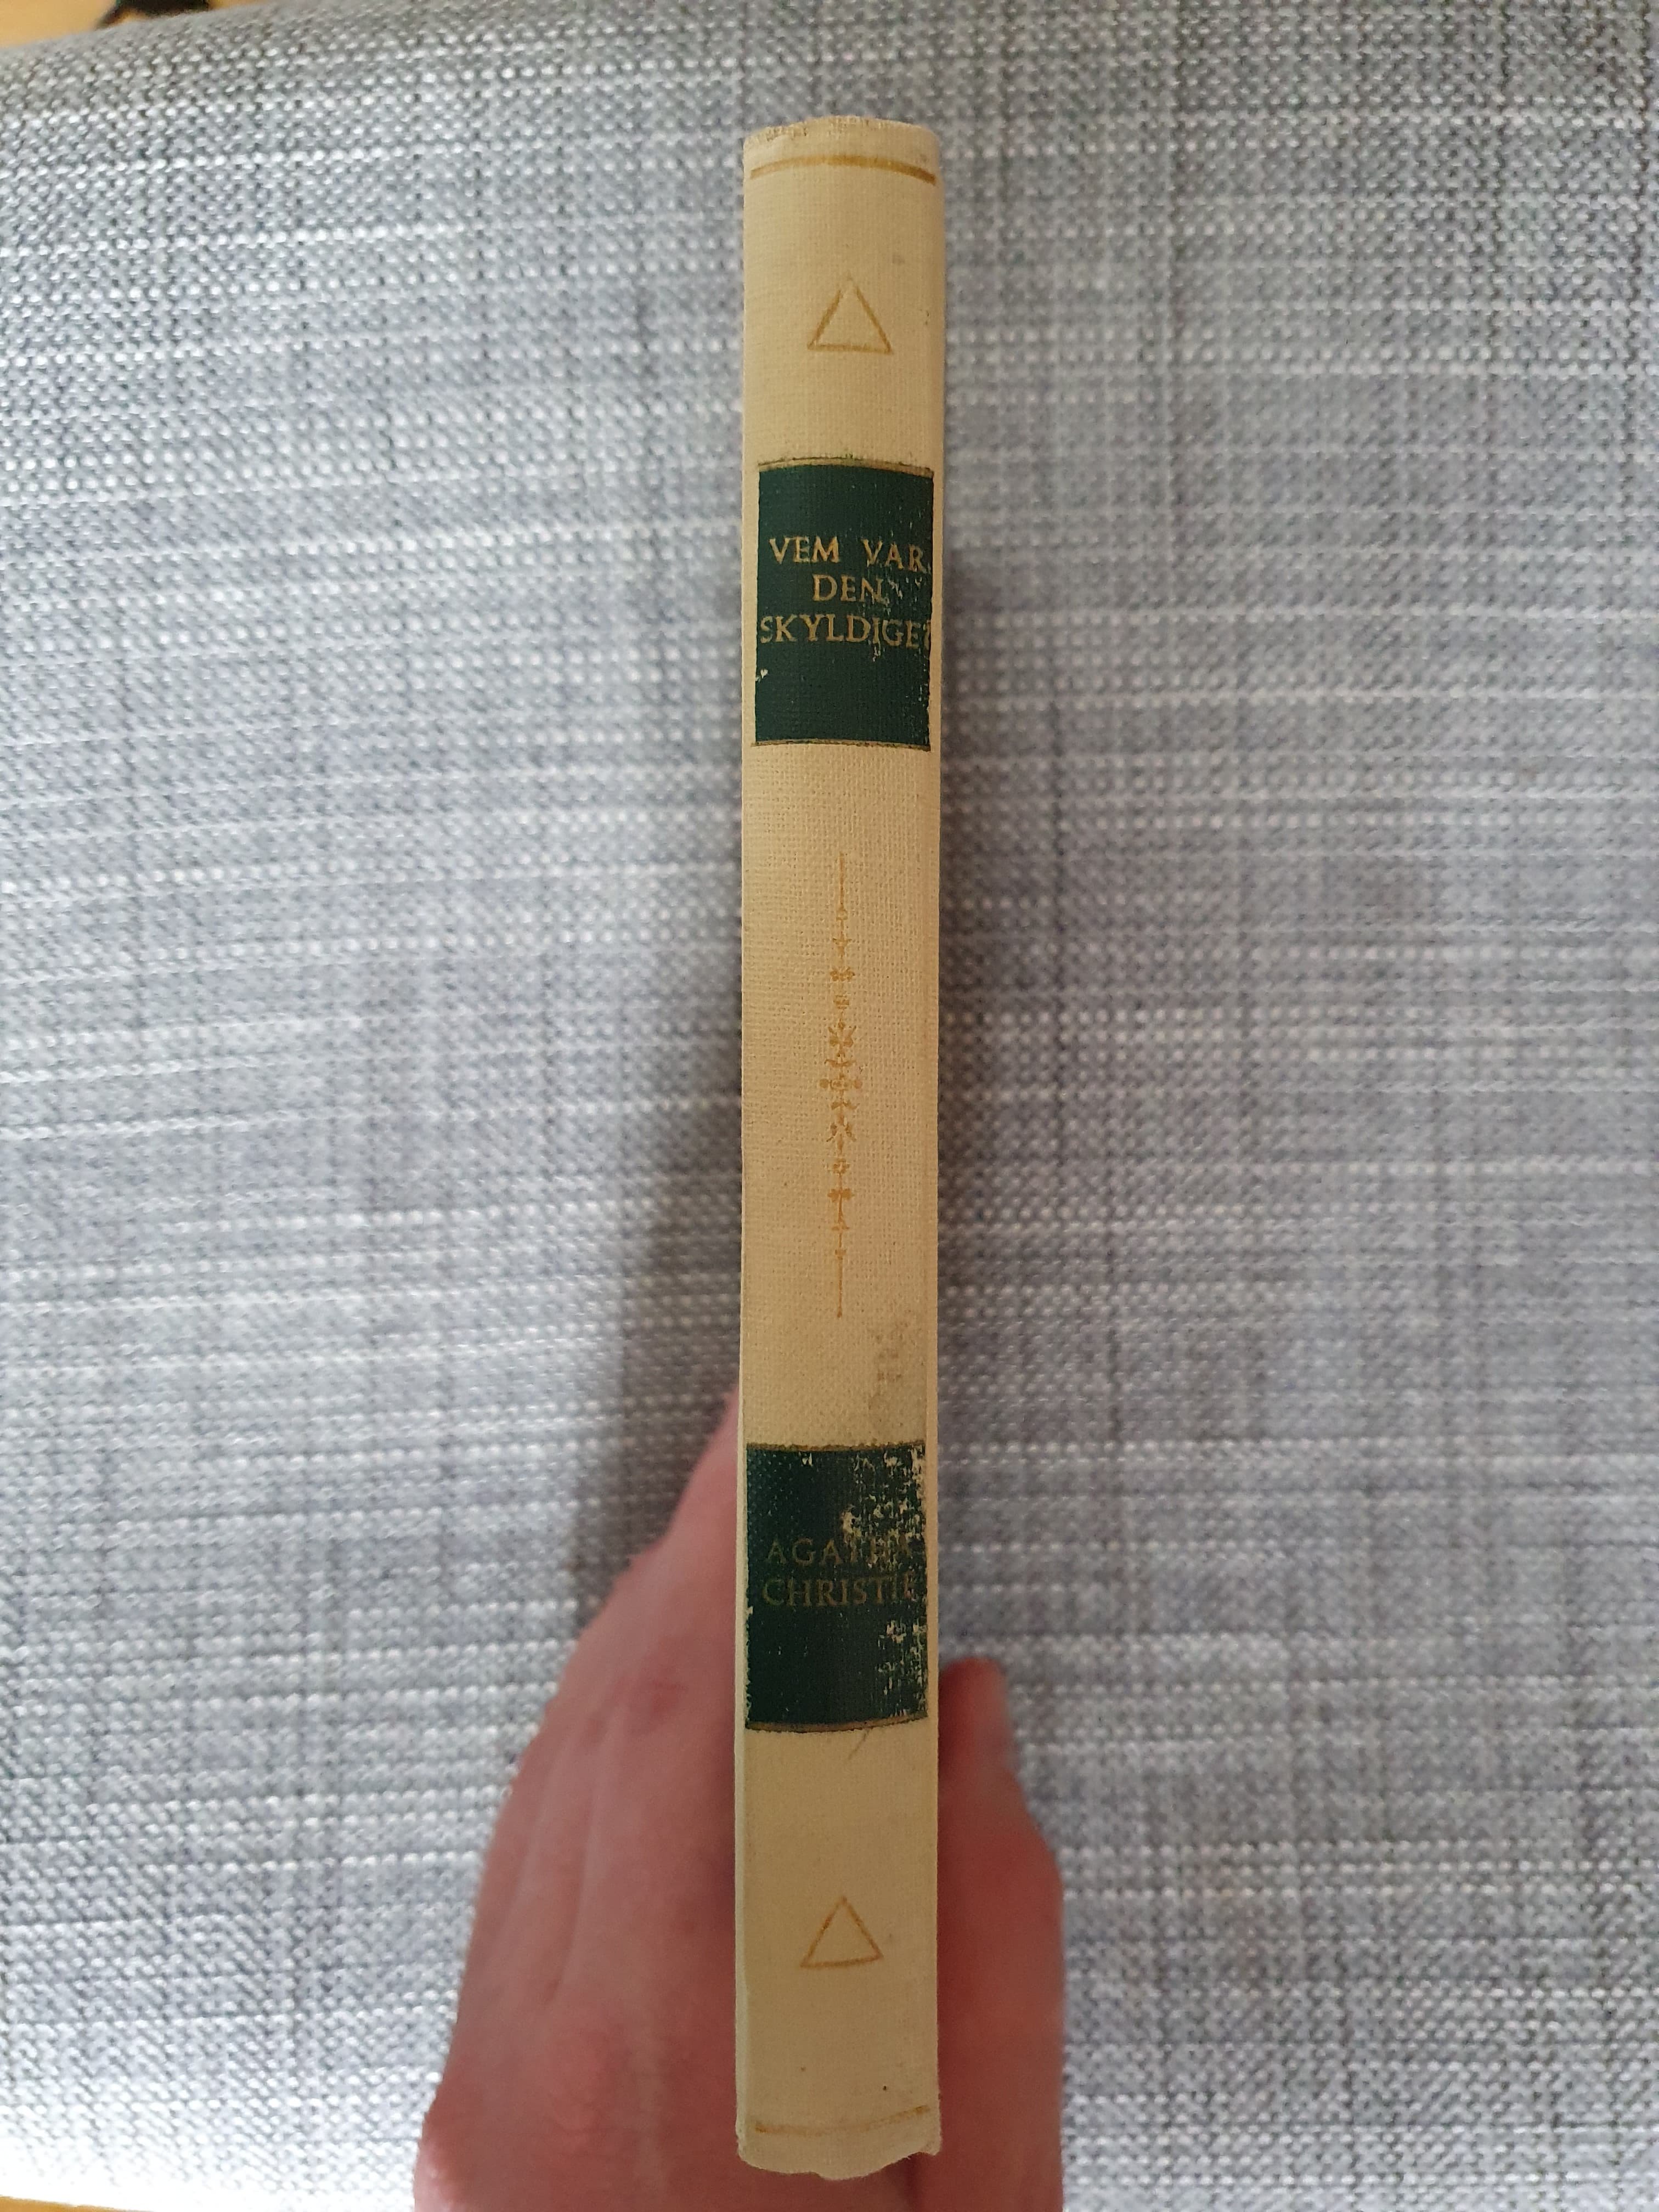 VEM VAR
DEN
SKYLDIGE?
AGATHA
CHRISTIE